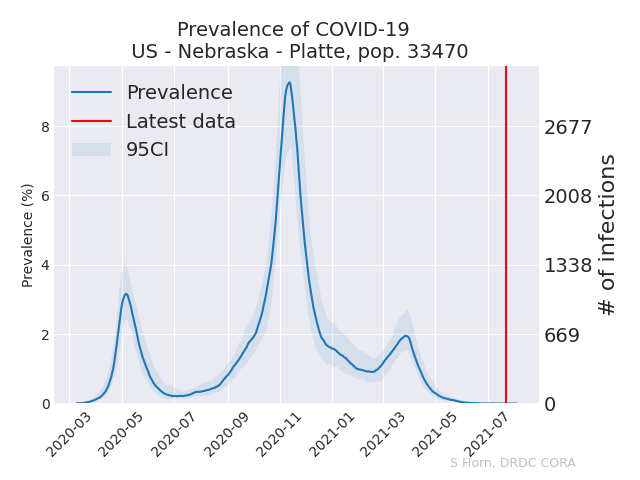 Prevalence of COVID-19
US - Nebraska - Platte, pop. 33470
Prevalence
Latest data
95CI
Prevalence (%)
8
6
4
2
0
2677
2008
1338
669
0
# of infections
2020-03
2020-05
2020-07
2020-09
2020-11
2021-01
2021-03
2021-05
2021-07
S Horn, DRDC CORA